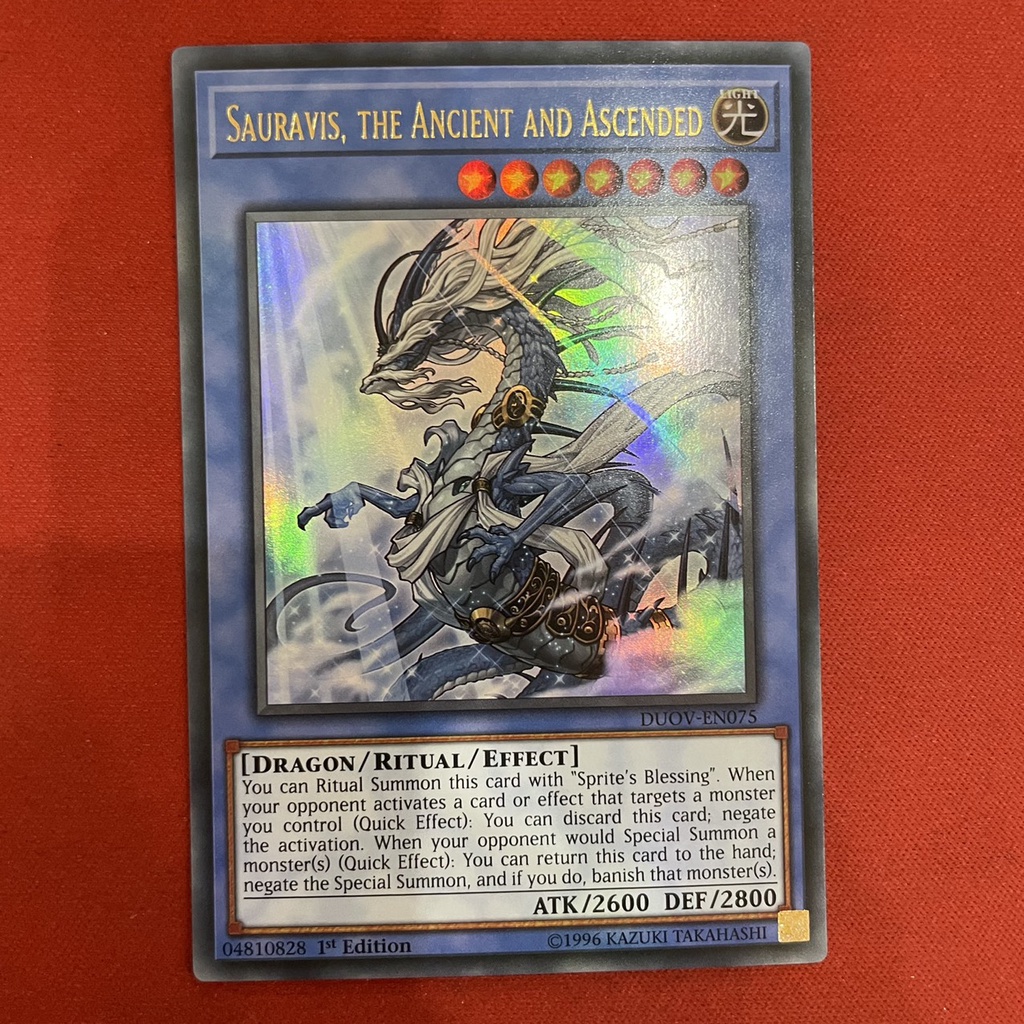 SAURAVIS, THE ANCIENT AND ASCENDED
LIGHT
光
DUOV-EN075
[DRAGON/RITUAL/EFFECT]
You can Ritual Summon this card with "Sprite's Blessing". When
your opponent activates a card or effect that targets a monster
you control (Quick Effect): You can discard this card; negate
the activation. When your opponent would Special Summon a
monster(s) (Quick Effect): You can return this card to the hand;
negate the Special Summon, and if you do, banish that monster(s).
ATK/2600 DEF/2800
04810828 1st Edition
©1996 KAZUKI TAKAHASHI